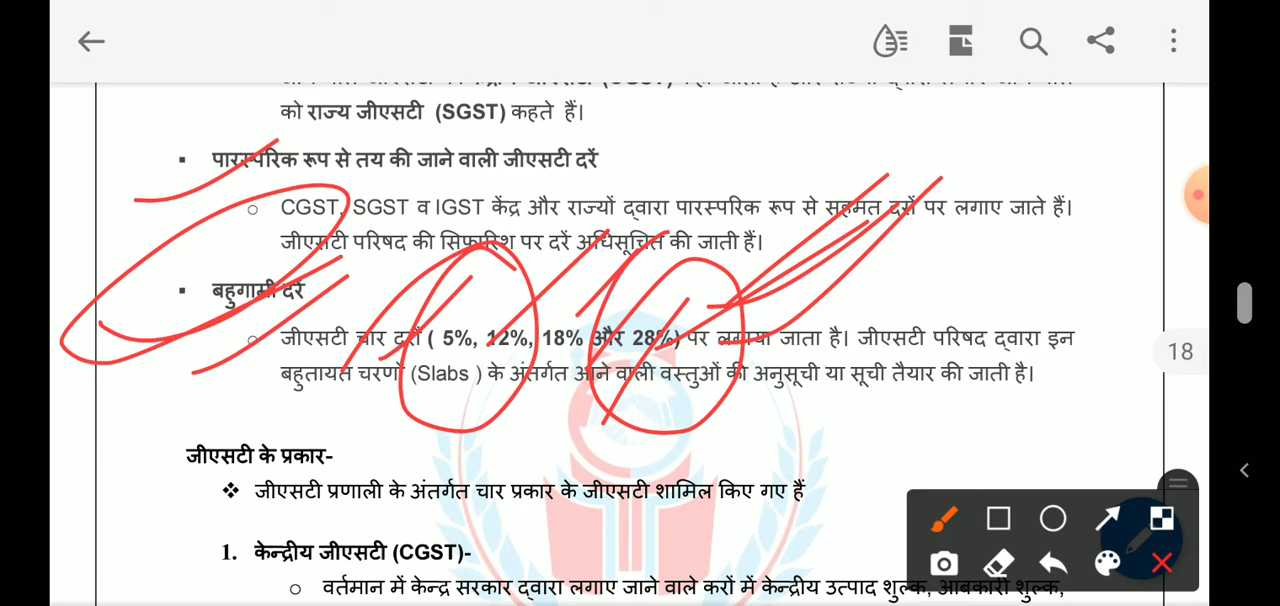 को राज्य जीएसटी (SGST) कहते हैं।
▪ पारस्परिक रूप से तय की जाने वाली जीएसटी दरें
○ CGST, SGST व IGST केंद्र और राज्यों द्वारा पारस्परिक रूप से सहमत दरों पर लगाए जाते हैं।
जीएसटी परिषद की सिफारिश पर दरें अधिसूचित की जाती हैं।
▪ बहुगामी दरें
○ जीएसटी चार दरों ( 5%, 12%, 18% और 28%) पर लगाया जाता है। जीएसटी परिषद द्वारा इन
बहुतायत चरणों (Slabs ) के अंतर्गत आने वाली वस्तुओं की अनुसूची या सूची तैयार की जाती है।
18
जीएसटी के प्रकार-
❖ जीएसटी प्रणाली के अंतर्गत चार प्रकार के जीएसटी शामिल किए गए हैं
1. केन्द्रीय जीएसटी (CGST)-
○ वर्तमान में केन्द्र सरकार द्वारा लगाए जाने वाले करों में केन्द्रीय उत्पाद शुल्क, आबकारी शुल्क,